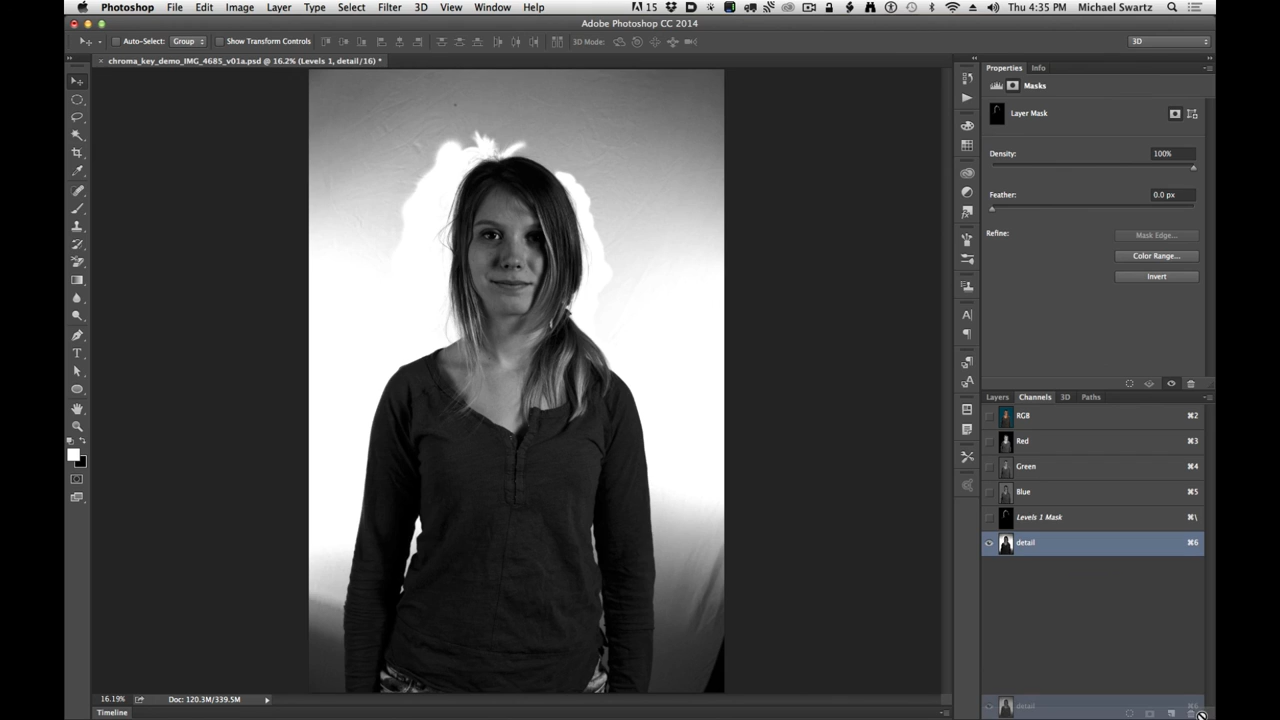 Photoshop File Edit Image Layer Type Select Filter 3D View Window Help 15 Thu 4:35 PM Michael Swartz
Adobe Photoshop CC 2014
Auto-Select: Group Show Transform Controls 3D Mode: 3D
× chroma_key_demo_IMG_4685_v01a.psd @ 16.2% (Levels 1, detail/16) *
Properties Info
Masks
Layer Mask
Density: 100%
Feather: 0.0 px
Refine: Mask Edge...
Color Range...
Invert
Layers Channels 3D Paths
RGB ⌘2
Red ⌘3
Green ⌘4
Blue ⌘5
Levels 1 Mask ⌘\
detail ⌘6
detail
16.19% Doc: 120.3M/339.5M
Timeline